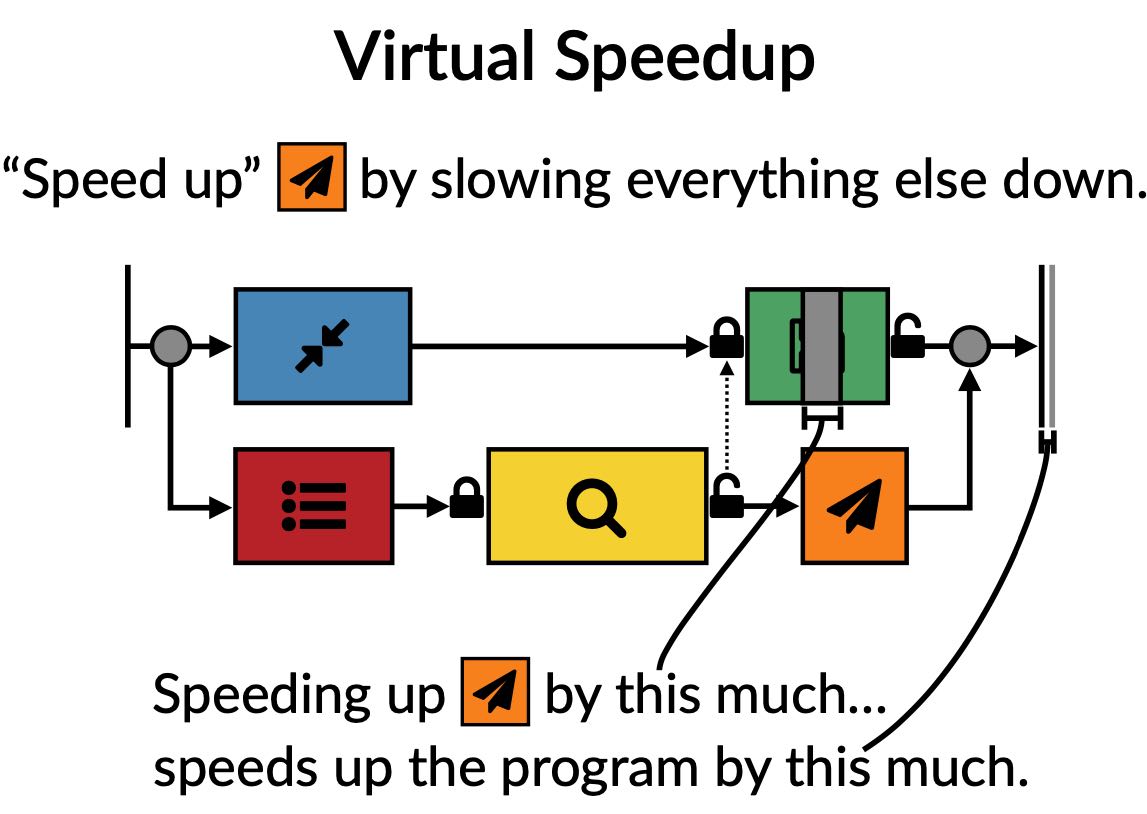 Virtual Speedup
“Speed up” by slowing everything else down.
Speeding up by this much...
speeds up the program by this much.